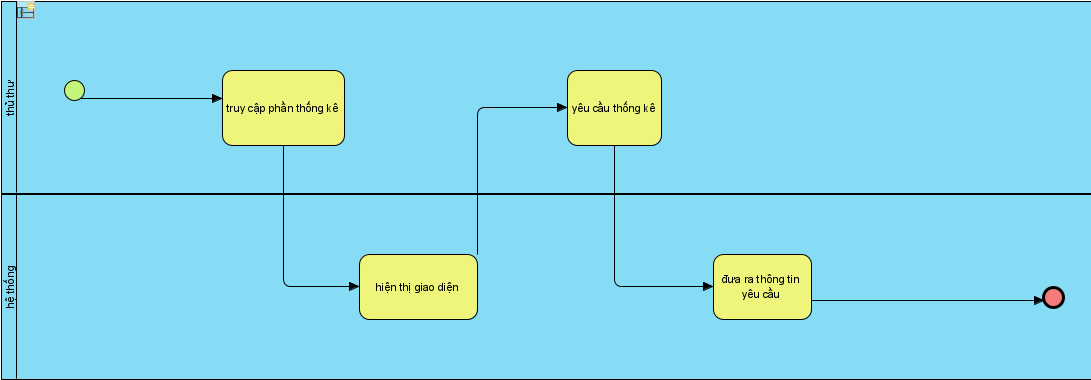 thủ thư
truy cập phần thống kê
yêu cầu thống kê
hệ thống
hiện thị giao diện
đưa ra thông tin
yêu cầu